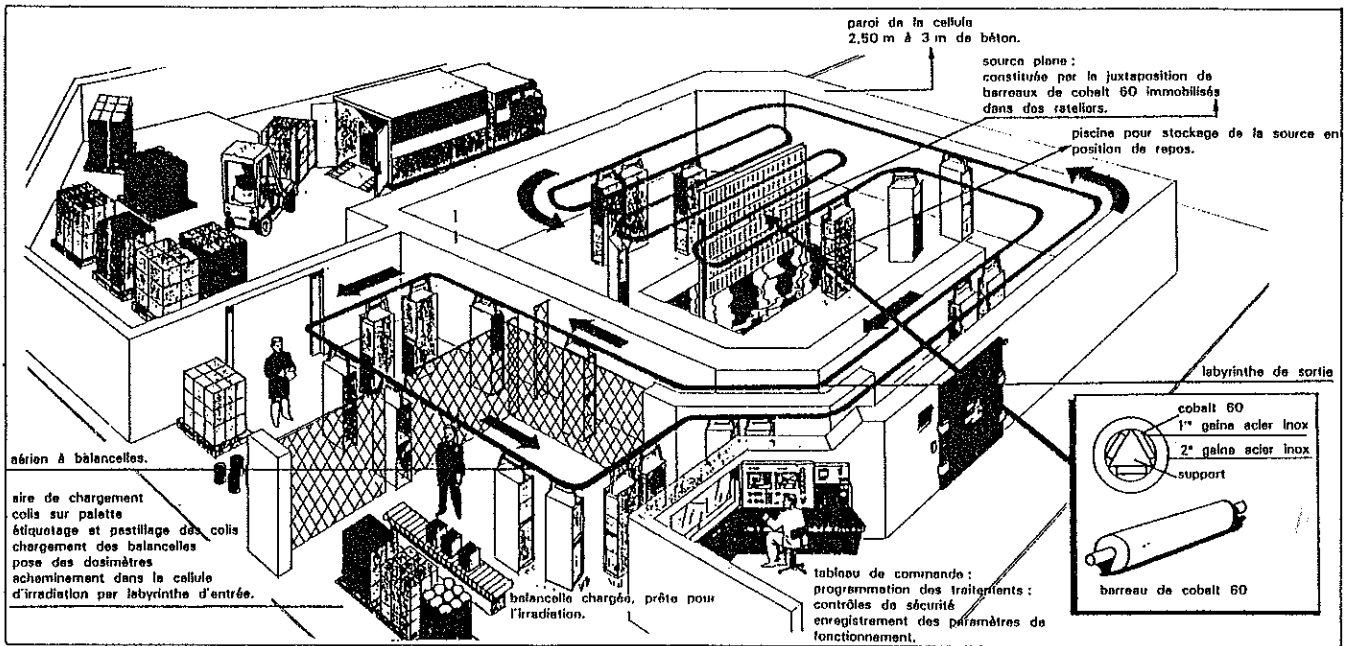 paroi de la cellule
2,50 m à 3 m de béton.
source plane :
constituée par la juxtaposition de
barreaux de cobalt 60 immobilisés
dans dos rateliors.
piscine pour stockage de la source en
position de repos.
labyrinthe de sortie
cobalt 60
1re gaine acier inox
2e gaine acier inox
support
barreau de cobalt 60
aérien à balancelles.
aire de chargement
colis sur palette
étiquetage et pastillage des colis
chargement des balancelles
pose des dosimètres
acheminement dans la cellule
d'irradiation par labyrinthe d'entrée.
balancelle chargée, prête pour
l'irradiation.
tableau de commande :
programmation des traitements :
contrôles de sécurité
enregistrement des paramètres de
fonctionnement.